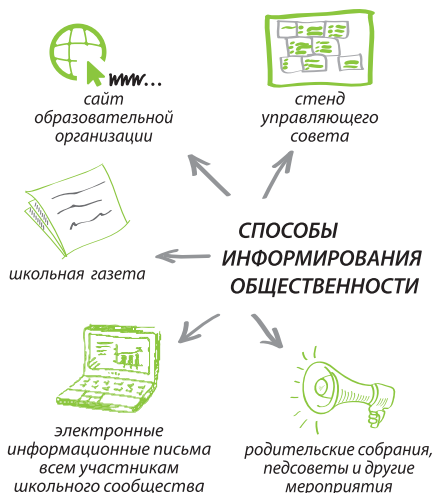 www...
сайт
образовательной
организации
стенд
управляющего
совета
школьная газета
СПОСОБЫ
ИНФОРМИРОВАНИЯ
ОБЩЕСТВЕННОСТИ
электронные
информационные письма
всем участникам
школьного сообщества
родительские собрания,
педсоветы и другие
мероприятия